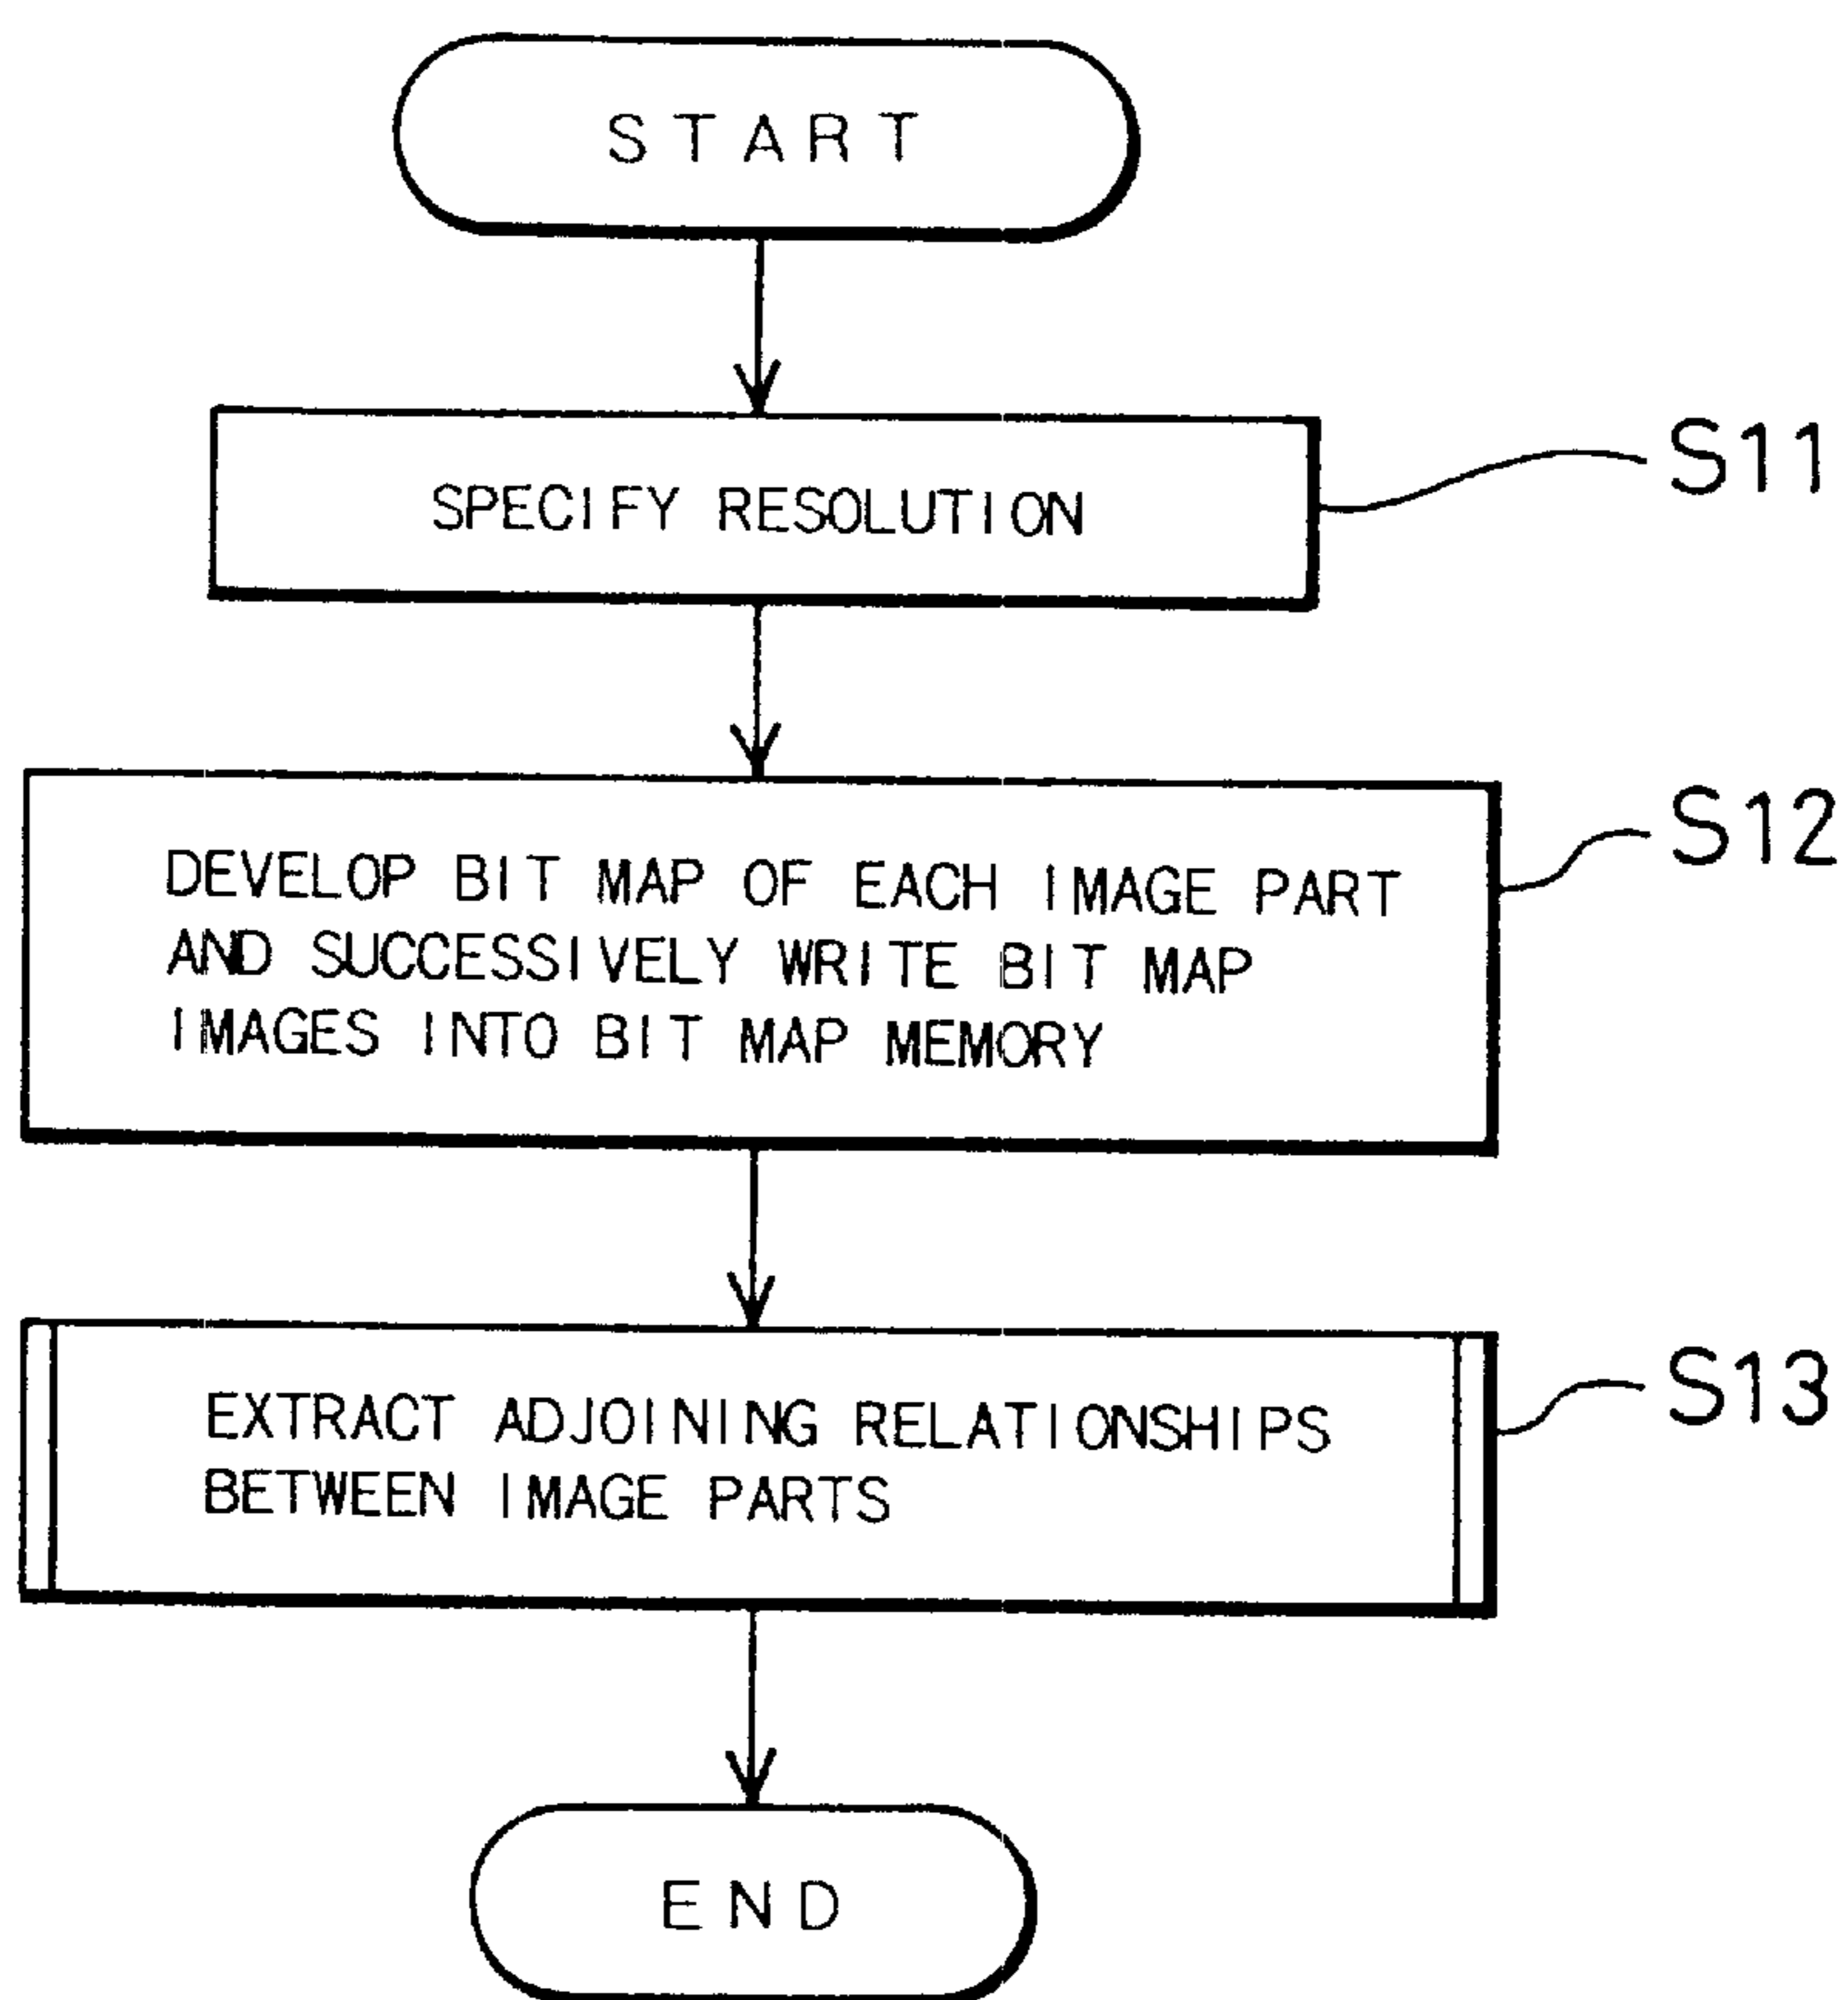 START
SPECIFY RESOLUTION
S11
DEVELOP BIT MAP OF EACH IMAGE PART
AND SUCCESSIVELY WRITE BIT MAP
IMAGES INTO BIT MAP MEMORY
S12
EXTRACT ADJOINING RELATIONSHIPS
BETWEEN IMAGE PARTS
S13
END